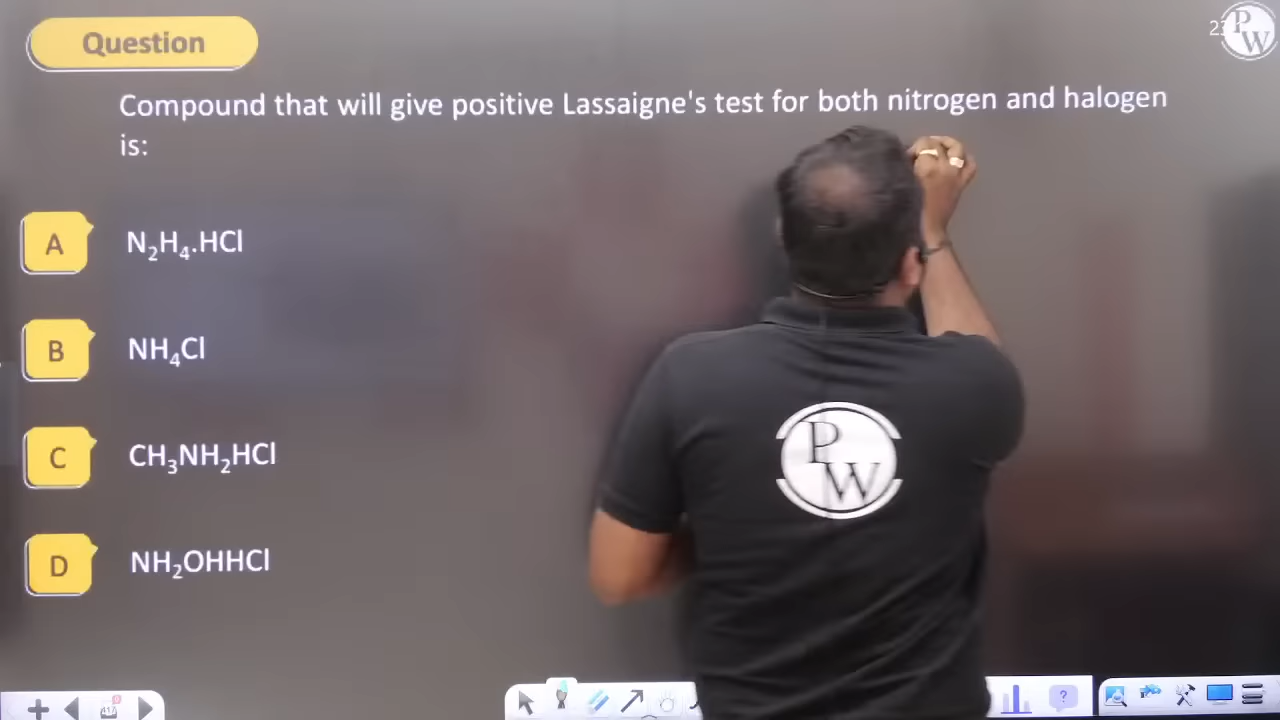 Question
Compound that will give positive Lassaigne's test for both nitrogen and halogen
is:
A
N₂H₄.HCl
B
NH₄Cl
C
CH₃NH₂HCl
D
NH₂OHHCl
P
W
P
W